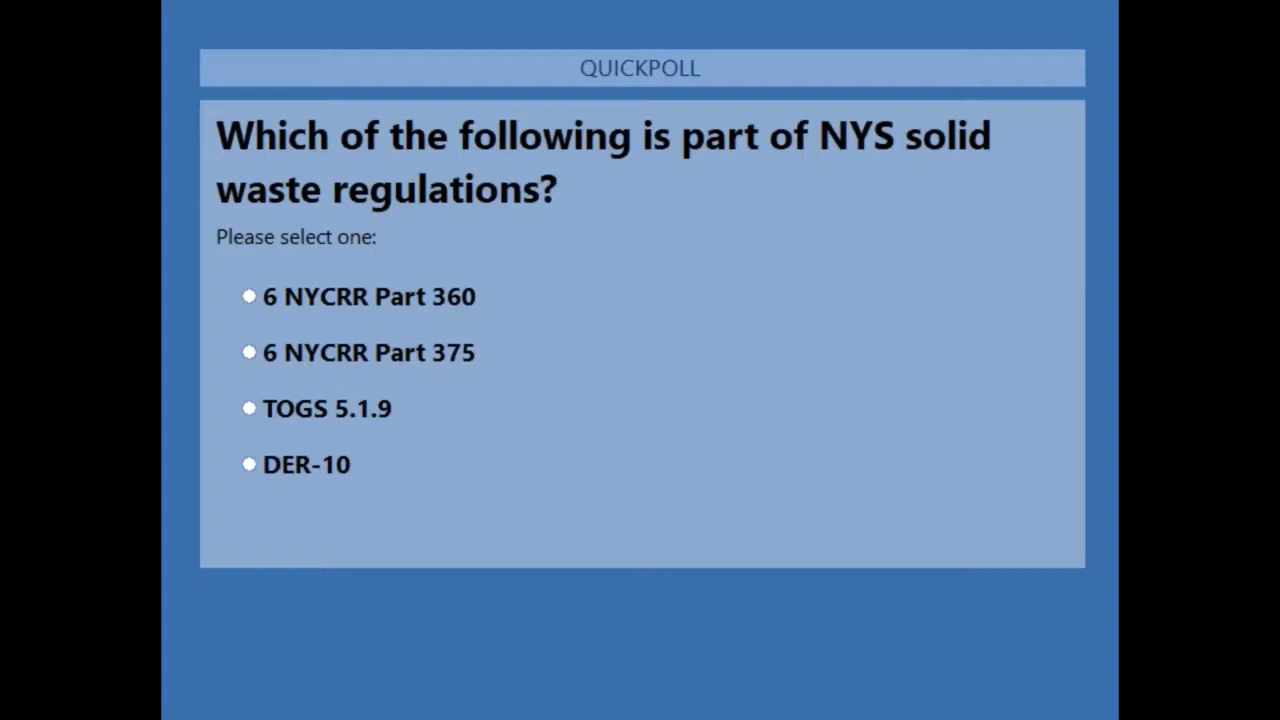 QUICKPOLL
Which of the following is part of NYS solid
waste regulations?
Please select one:
6 NYCRR Part 360
6 NYCRR Part 375
TOGS 5.1.9
DER-10